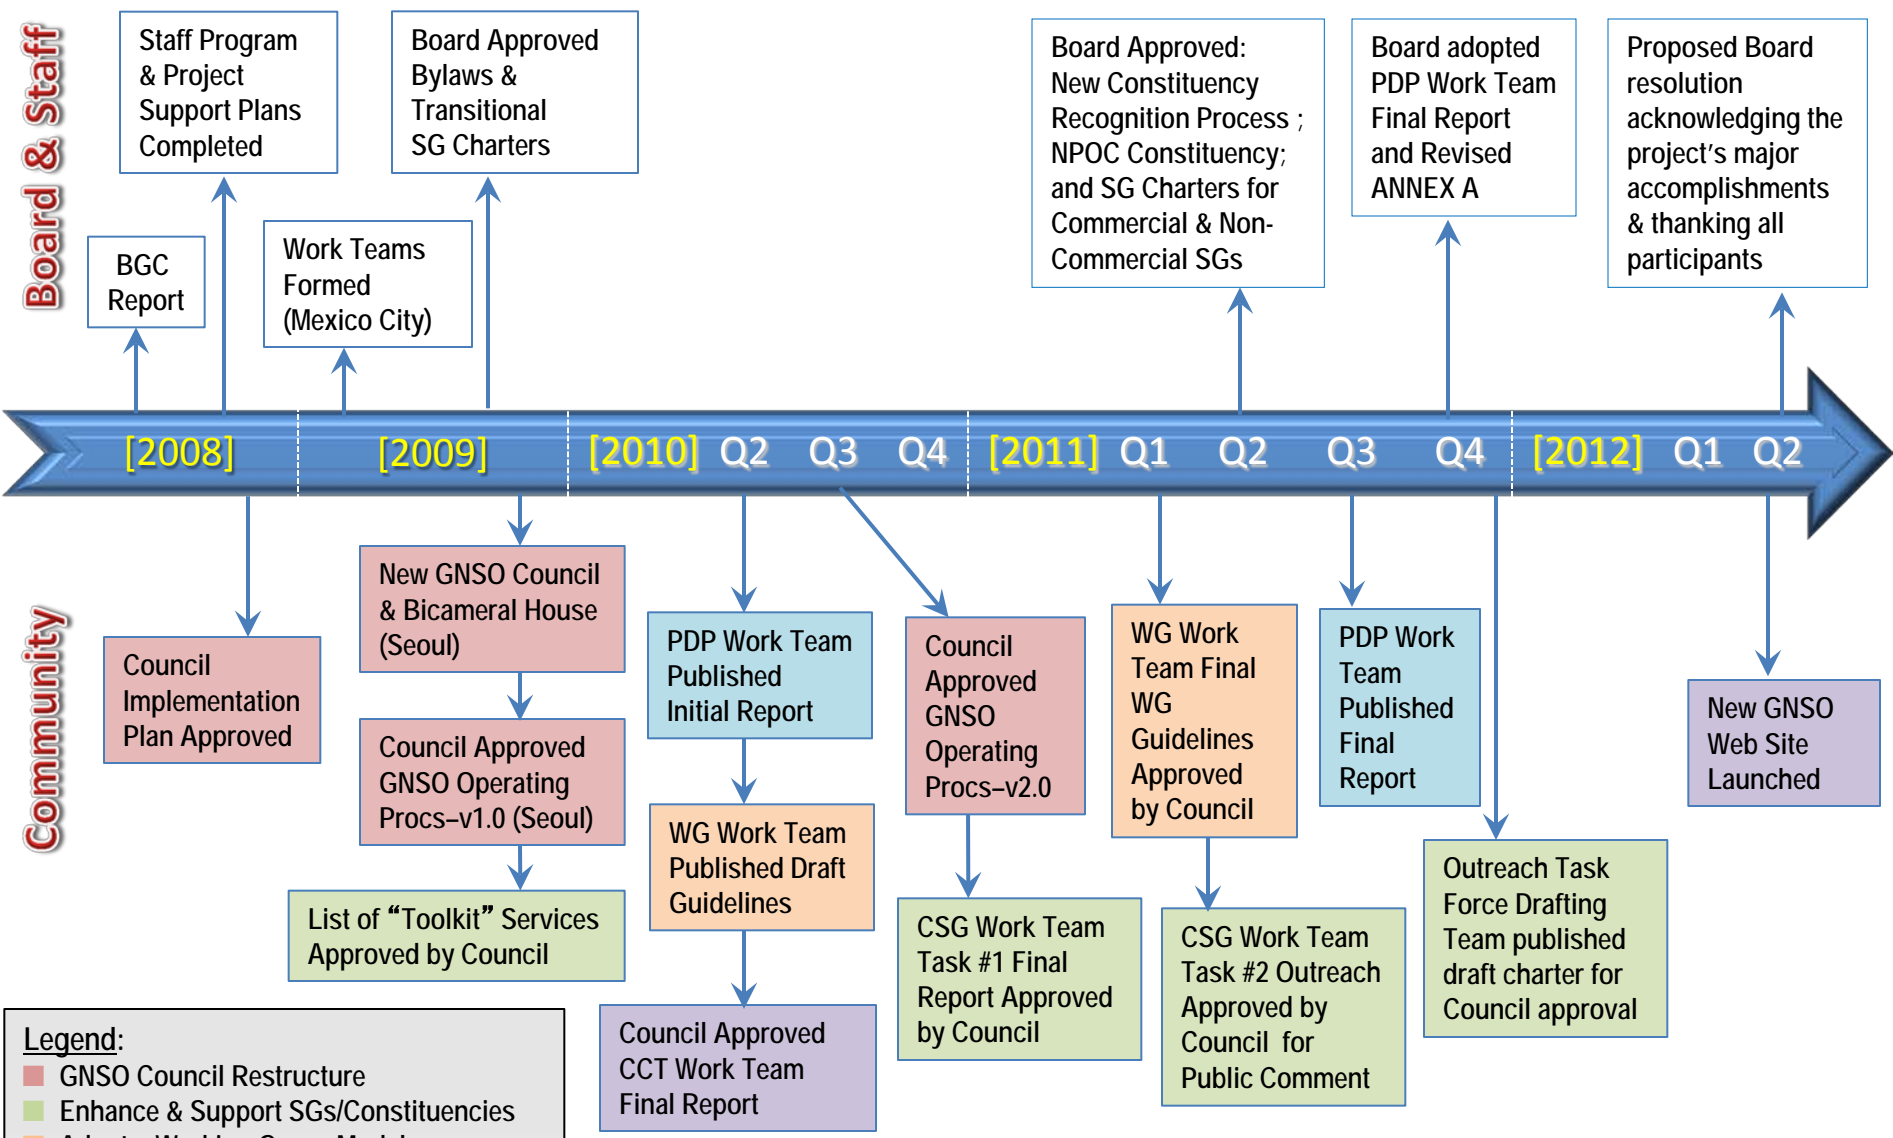 Board & Staff
Staff Program
& Project
Support Plans
Completed
Board Approved
Bylaws &
Transitional
SG Charters
BGC
Report
Work Teams
Formed
(Mexico City)
Board Approved:
New Constituency
Recognition Process ;
NPOC Constituency;
and SG Charters for
Commercial & Non-
Commercial SGs
Board adopted
PDP Work Team
Final Report
and Revised
ANNEX A
Proposed Board
resolution
acknowledging the
project's major
accomplishments
& thanking all
participants
[2008] [2009] [2010] Q2 Q3 Q4 [2011] Q1 Q2 Q3 Q4 [2012] Q1 Q2
Community
Council
Implementation
Plan Approved
New GNSO Council
& Bicameral House
(Seoul)
Council Approved
GNSO Operating
Procs–v1.0 (Seoul)
List of “Toolkit” Services
Approved by Council
PDP Work Team
Published
Initial Report
WG Work Team
Published Draft
Guidelines
Council Approved
CCT Work Team
Final Report
Council
Approved
GNSO
Operating
Procs–v2.0
CSG Work Team
Task #1 Final
Report Approved
by Council
WG Work
Team Final
WG
Guidelines
Approved
by Council
CSG Work Team
Task #2 Outreach
Approved by
Council for
Public Comment
PDP Work
Team
Published
Final
Report
Outreach Task
Force Drafting
Team published
draft charter for
Council approval
New GNSO
Web Site
Launched
Legend:
GNSO Council Restructure
Enhance & Support SGs/Constituencies